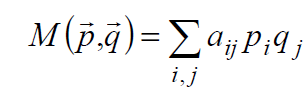 M(p⃗,q⃗) = ∑_{i,j} a_{ij} p_i q_j